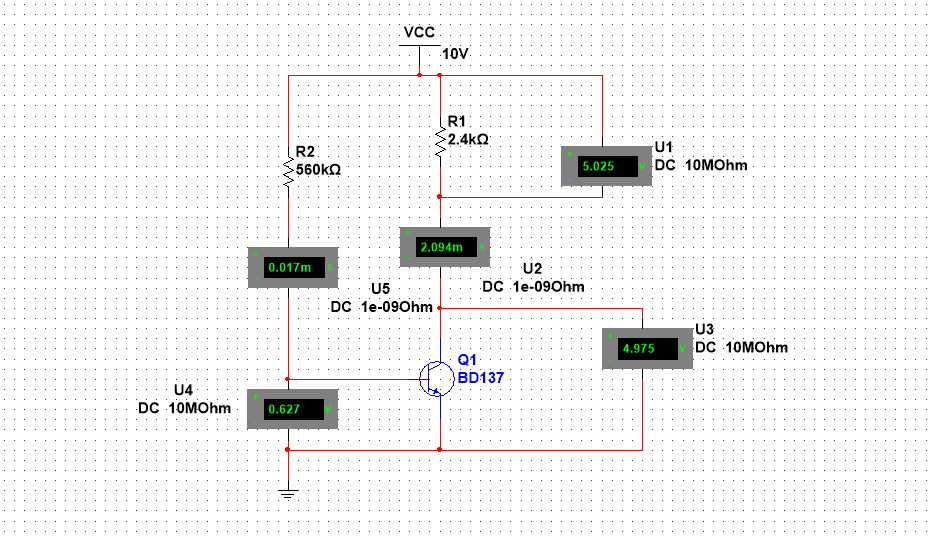 VCC
10V
R1
2.4kΩ
R2
560kΩ
U1
DC 10MOhm
5.025 V
2.094m A
U2
DC 1e-09Ohm
0.017m A
U5
DC 1e-09Ohm
U3
DC 10MOhm
4.975 V
Q1
BD137
U4
DC 10MOhm
0.627 V